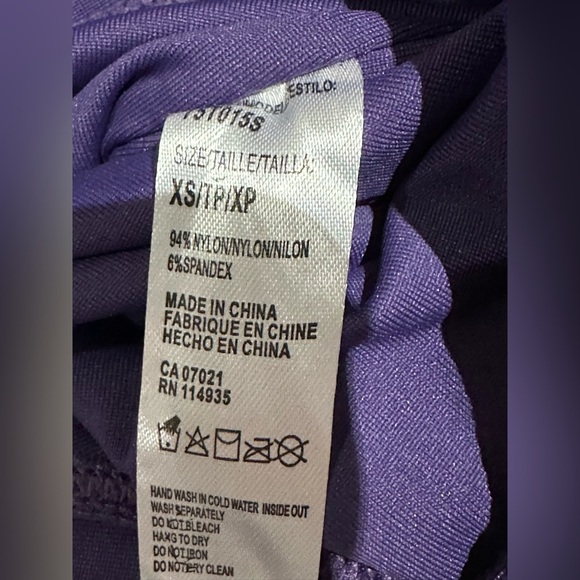 ESTILO:
SIZE/TAILLE/TAILLA:
XS/TP/XP
94% NYLON/NYLON/NILON
6%SPANDEX
MADE IN CHINA
FABRIQUE EN CHINE
HECHO EN CHINA
CA 07021
RN 114935
HAND WASH IN COLD WATER INSIDE OUT
WASH SEPARATELY
DO NOT BLEACH
HANG TO DRY
DO NOT IRON
DO NOT DRY CLEAN